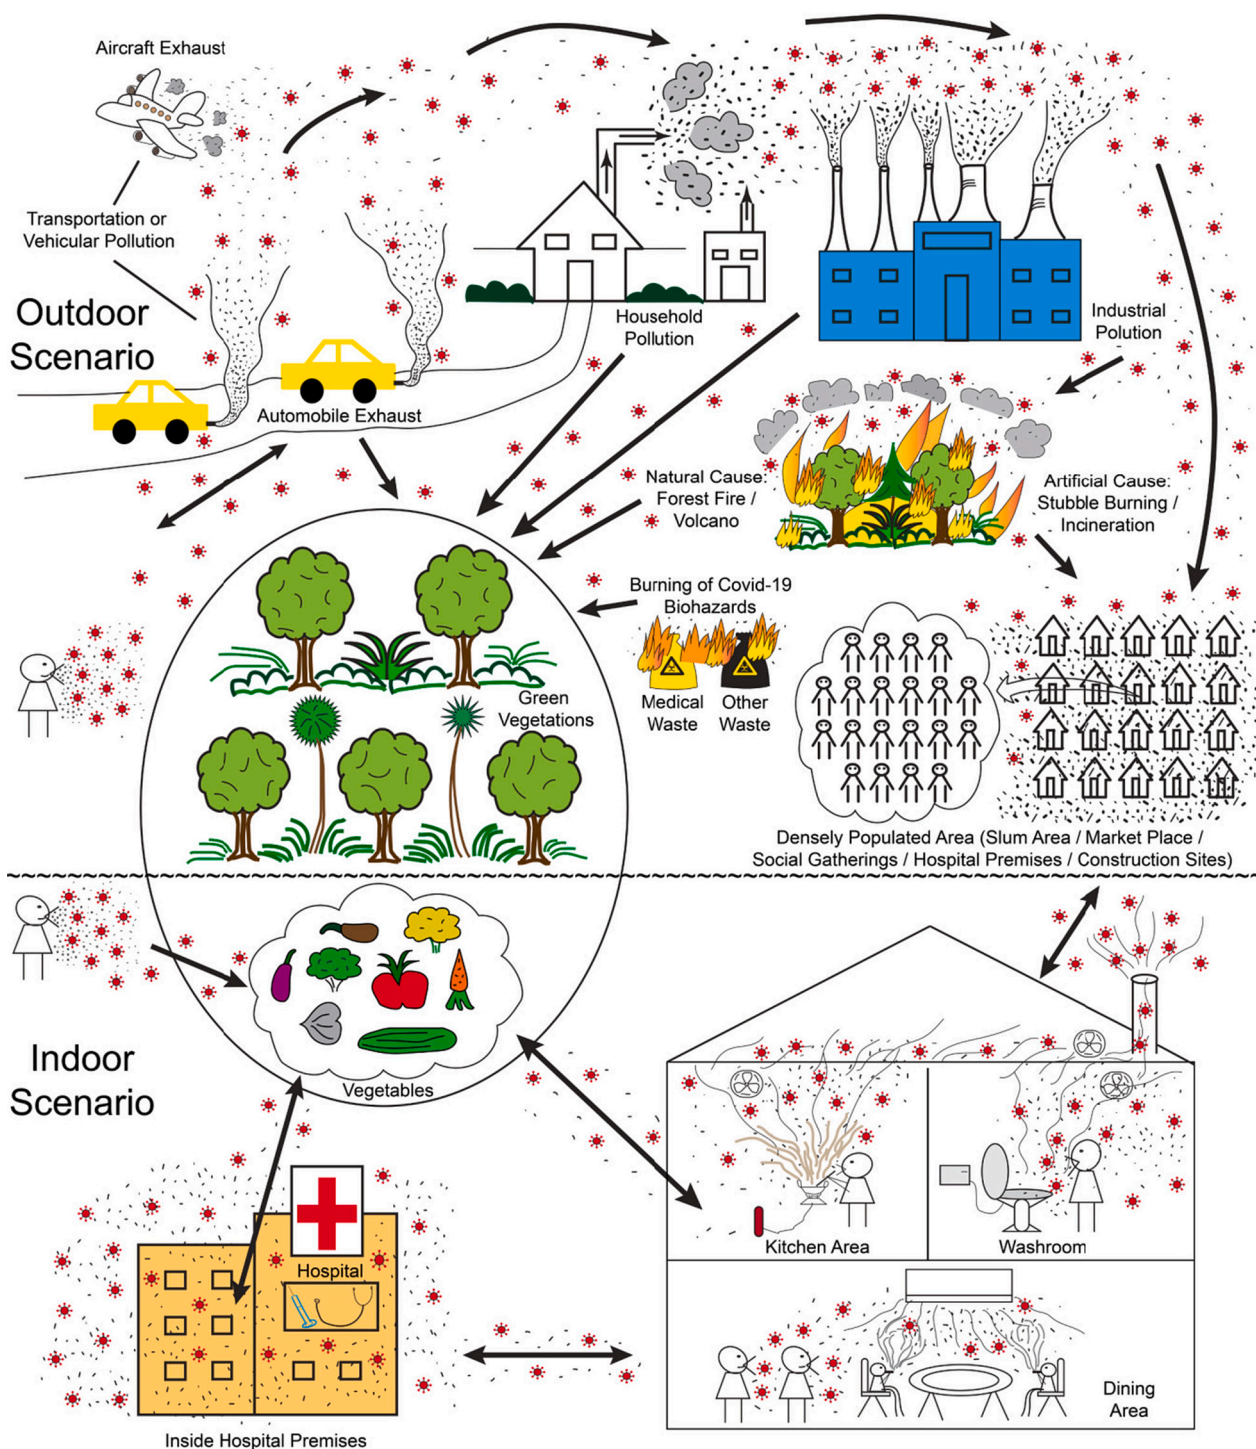 Aircraft Exhaust
Transportation or
Vehicular Pollution
Outdoor
Scenario
Automobile Exhaust
Household
Pollution
Industrial
Polution
Natural Cause:
Forest Fire /
Volcano
Artificial Cause:
Stubble Burning /
Incineration
Burning of Covid-19
Biohazards
Medical
Waste
Other
Waste
Green
Vegetations
Densely Populated Area (Slum Area / Market Place /
Social Gatherings / Hospital Premises / Construction Sites)
Indoor
Scenario
Vegetables
Hospital
Inside Hospital Premises
Kitchen Area
Washroom
Dining
Area